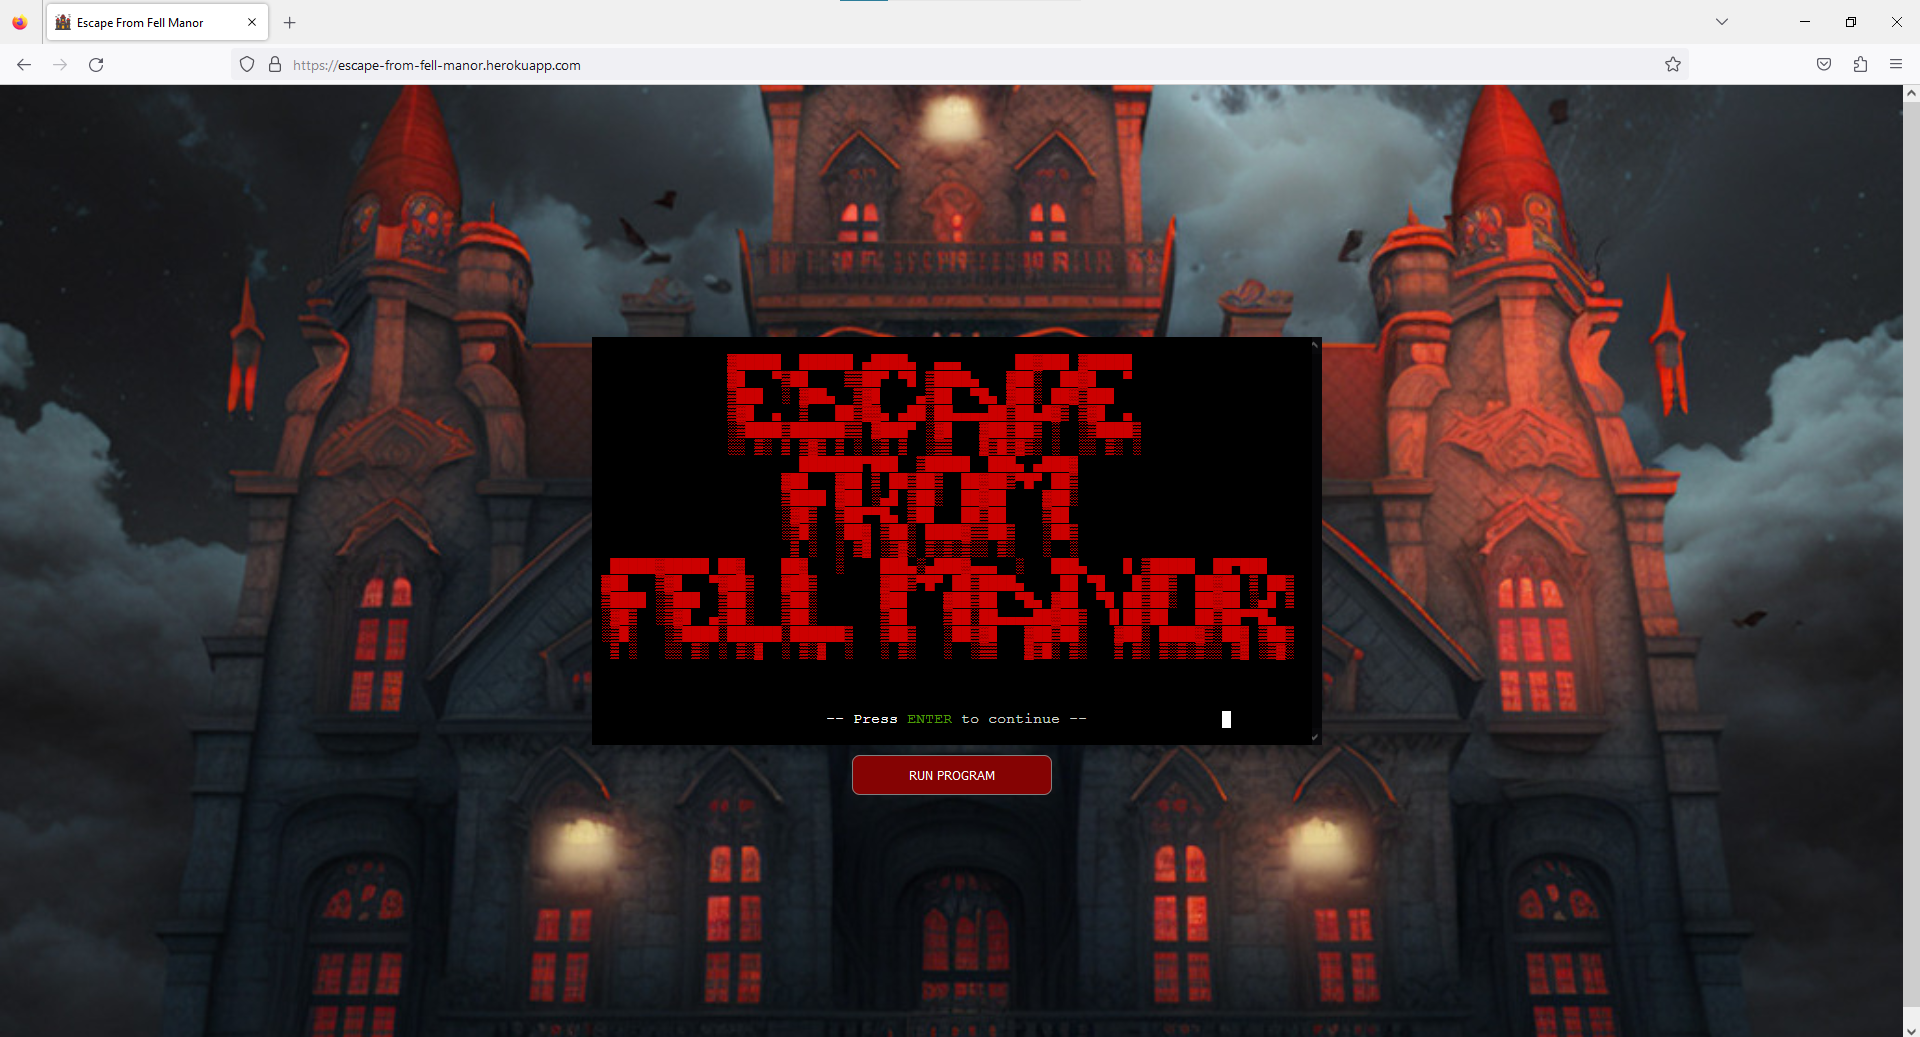 Escape From Fell Manor
https://escape-from-fell-manor.herokuapp.com
ESCAPE
FROM
FELL MANOR
-- Press ENTER to continue --
RUN PROGRAM